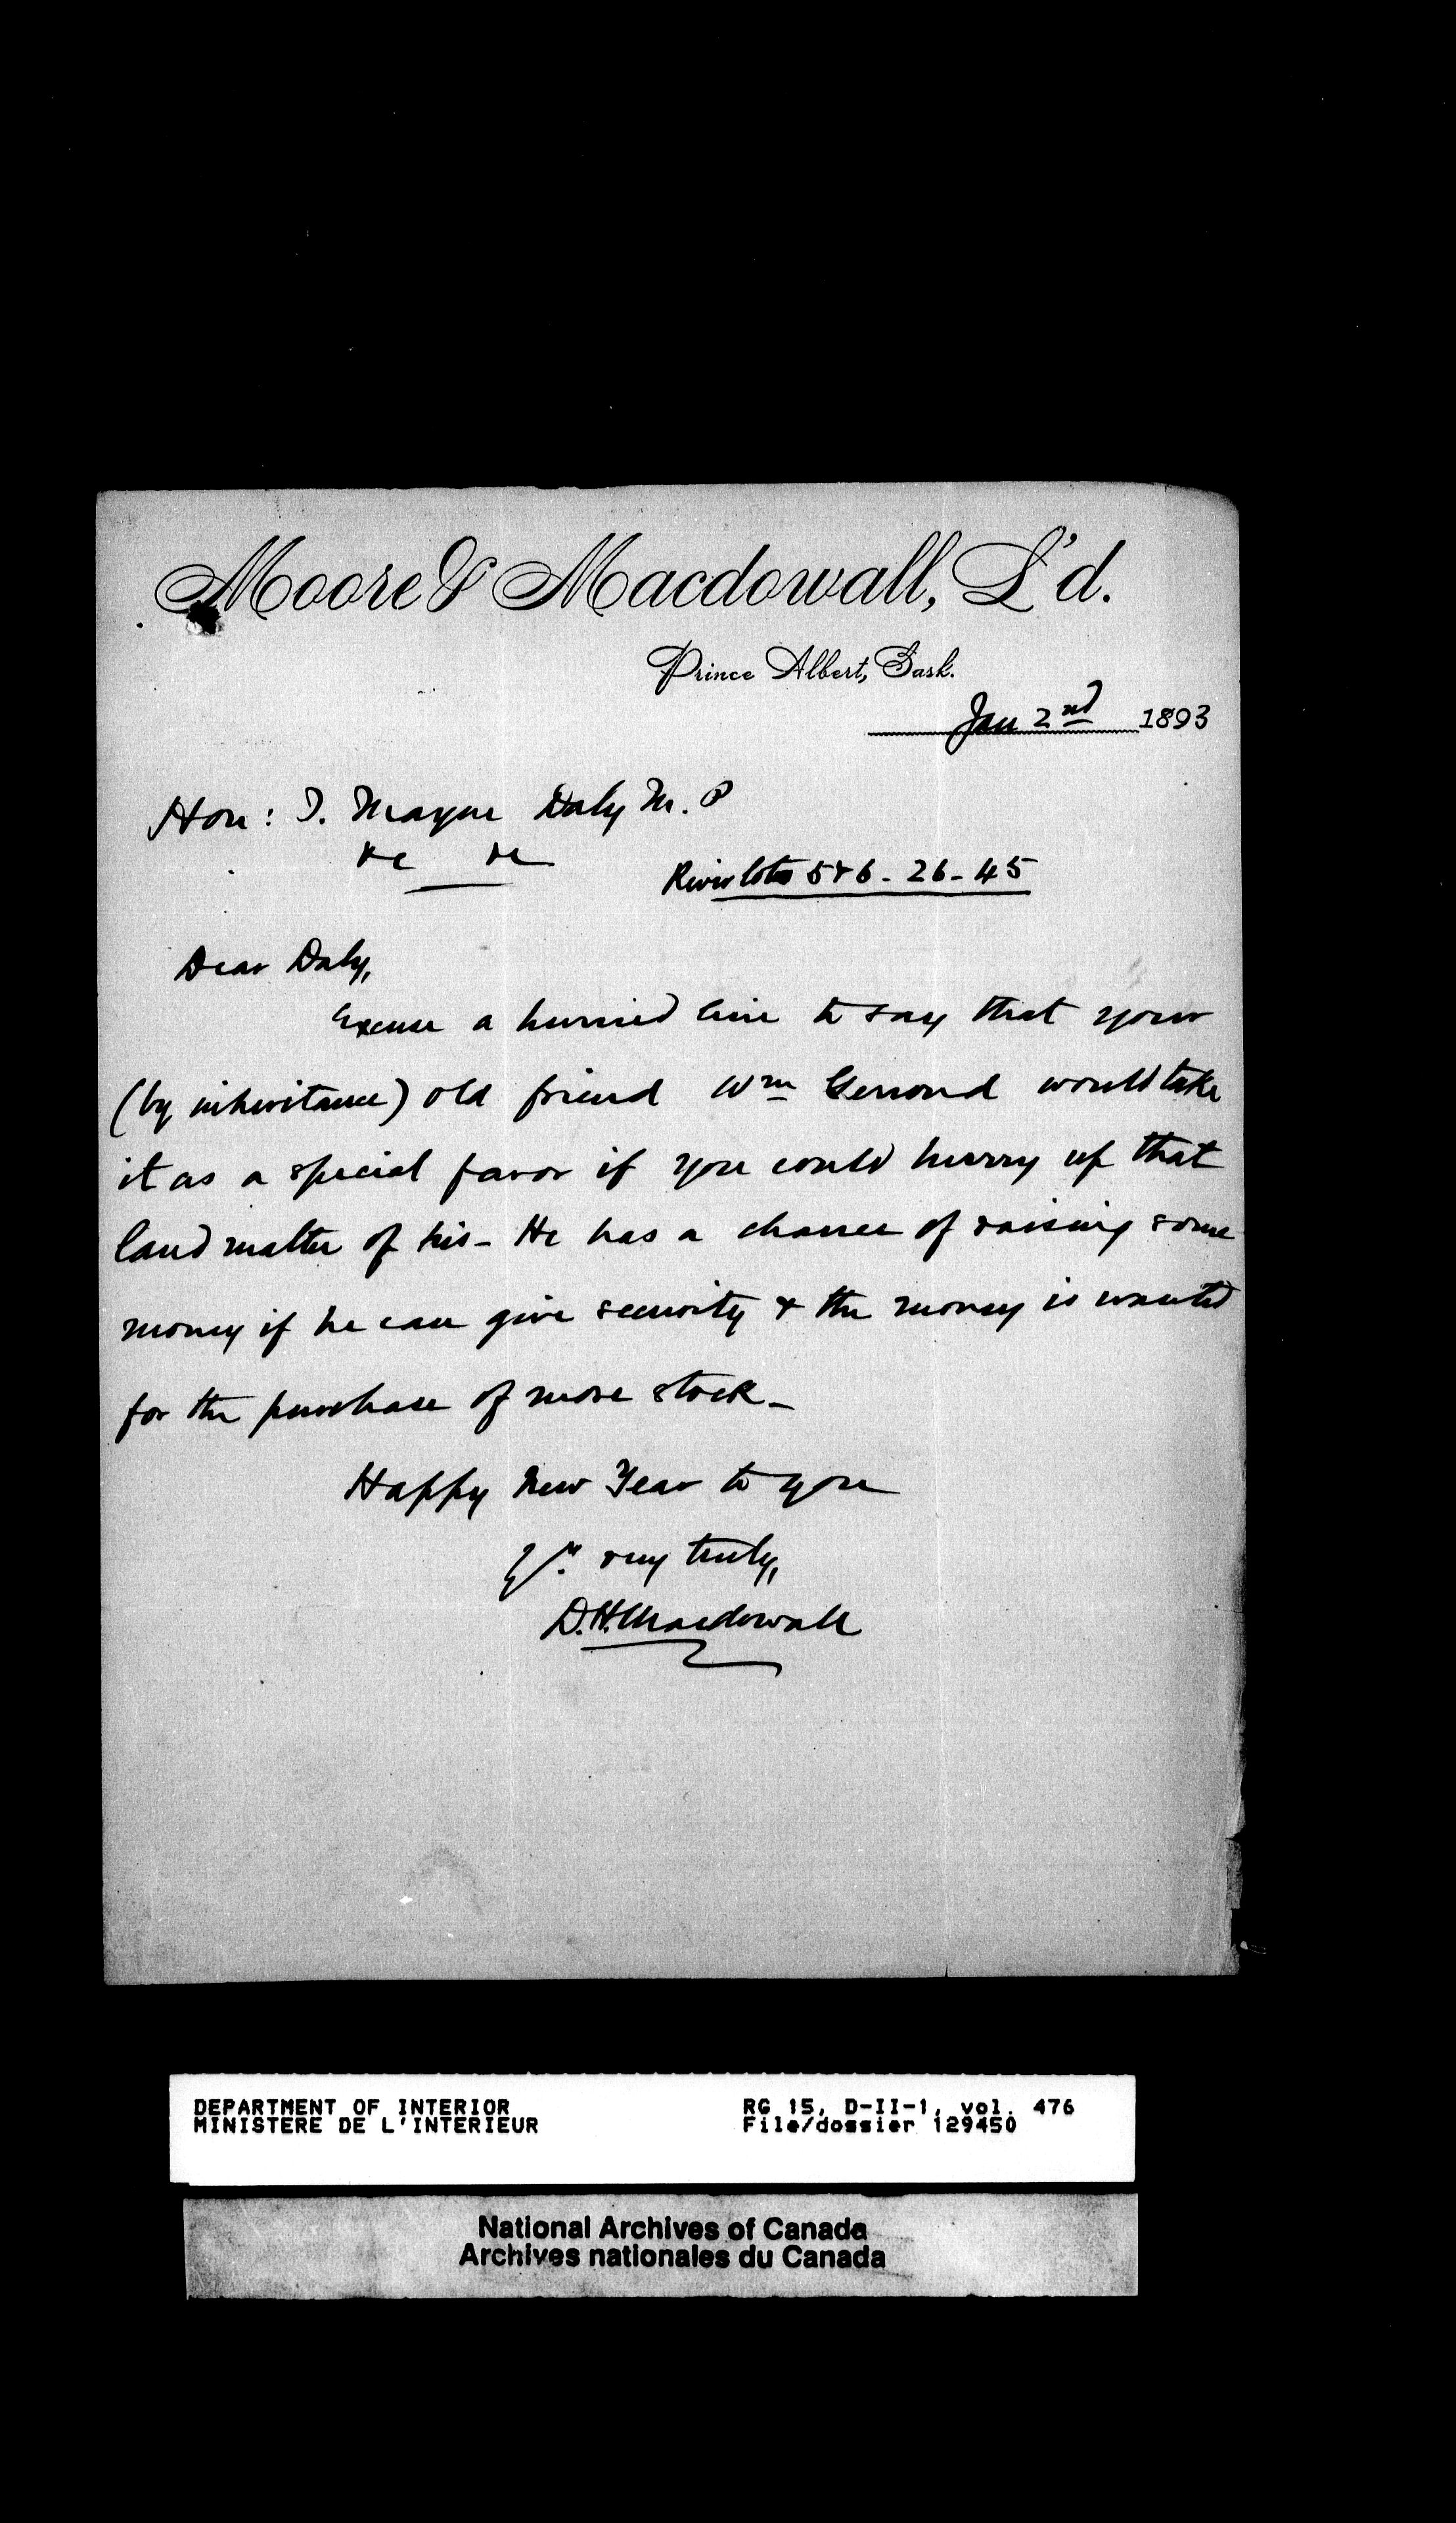 Moore & Macdowall, L'd.
Prince Albert, Sask.
Jan 2nd 1893
Hon: T. Mayne Daly M.P
&c &c
River lots 5 & 6 - 26 - 45
Dear Daly,
Excuse a hurried line to say that your
(by inheritance) old friend Wm Gerrond would take
it as a special favor if you could hurry up that
land matter of his - He has a chance of raising some
money if he can give security & the money is wanted
for the purchase of more stock -
Happy New Year to you
Yrs. very truly,
D.H. Macdowall
DEPARTMENT OF INTERIOR RG 15, D-II-1, vol. 476
MINISTERE DE L'INTERIEUR File/dossier 129450
National Archives of Canada
Archives nationales du Canada